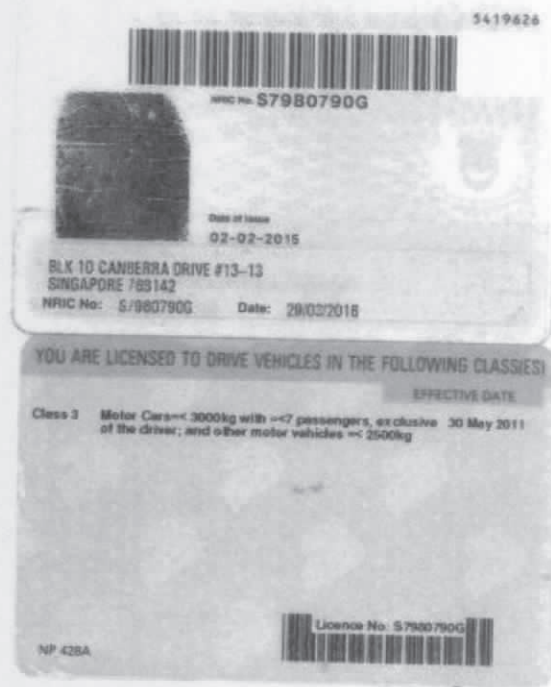 5419626
NRIC No. S7980790G
Date of Issue
02-02-2015
BLK 10 CANBERRA DRIVE #13-13
SINGAPORE 769142
NRIC No: S7980790G Date: 29/02/2016
YOU ARE LICENSED TO DRIVE VEHICLES IN THE FOLLOWING CLASS(ES)
EFFECTIVE DATE
Class 3 Motor Cars=< 3000kg with =<7 passengers, exclusive 30 May 2011
of the driver; and other motor vehicles =< 2500kg
Licence No: S7980790G
NP 428A